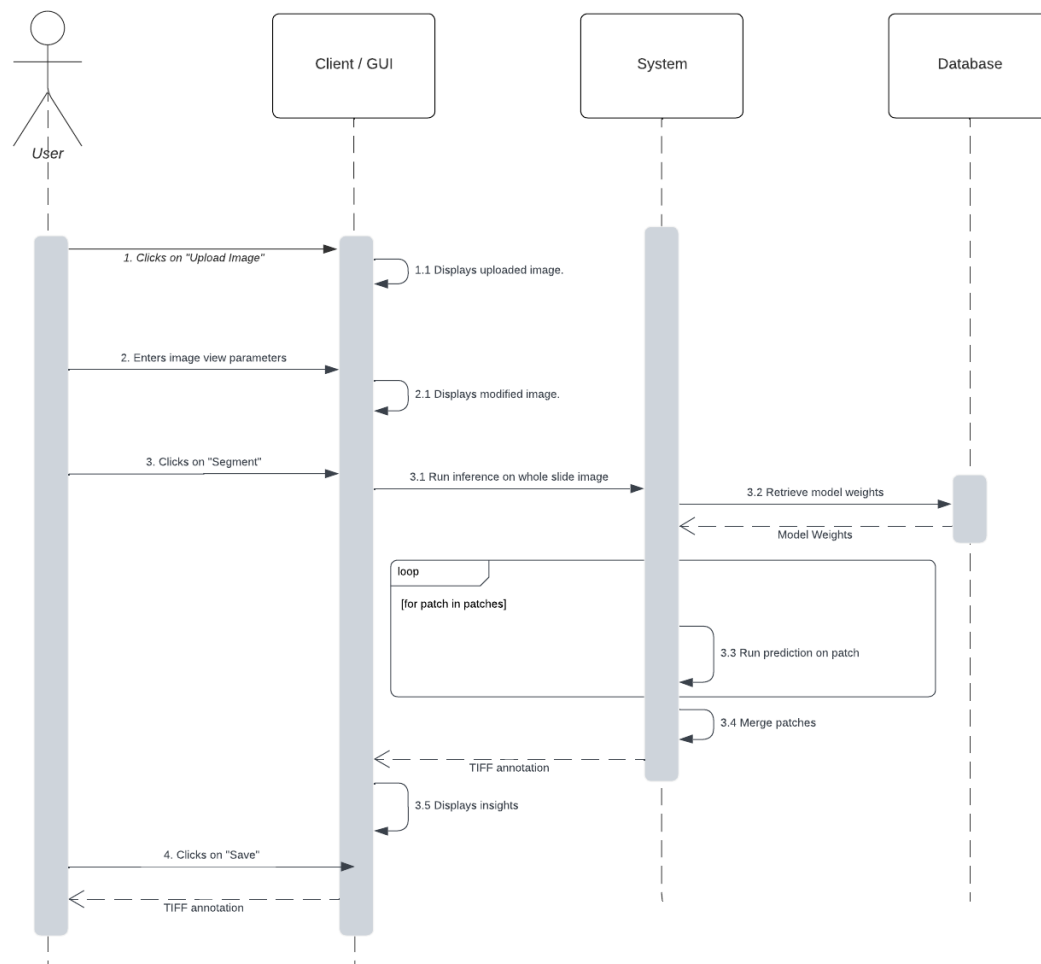 Client / GUI
System
Database
User
1. Clicks on "Upload Image"
1.1 Displays uploaded image.
2. Enters image view parameters
2.1 Displays modified image.
3. Clicks on "Segment"
3.1 Run inference on whole slide image
3.2 Retrieve model weights
Model Weights
loop
[for patch in patches]
3.3 Run prediction on patch
3.4 Merge patches
TIFF annotation
3.5 Displays insights
4. Clicks on "Save"
TIFF annotation